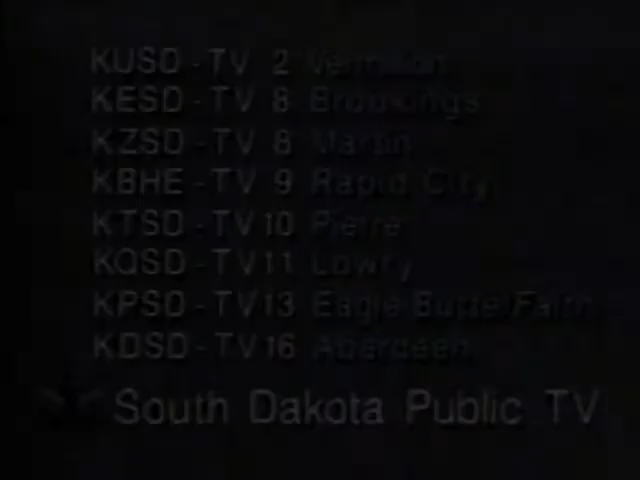 KUSD-TV 2 Vermillion
KESD-TV 8 Brookings
KZSD-TV 8 Martin
KBHE-TV 9 Rapid City
KTSD-TV 10 Pierre
KQSD-TV 11 Lowry
KPSD-TV 13 Eagle Butte/Faith
KDSD-TV 16 Aberdeen
South Dakota Public TV